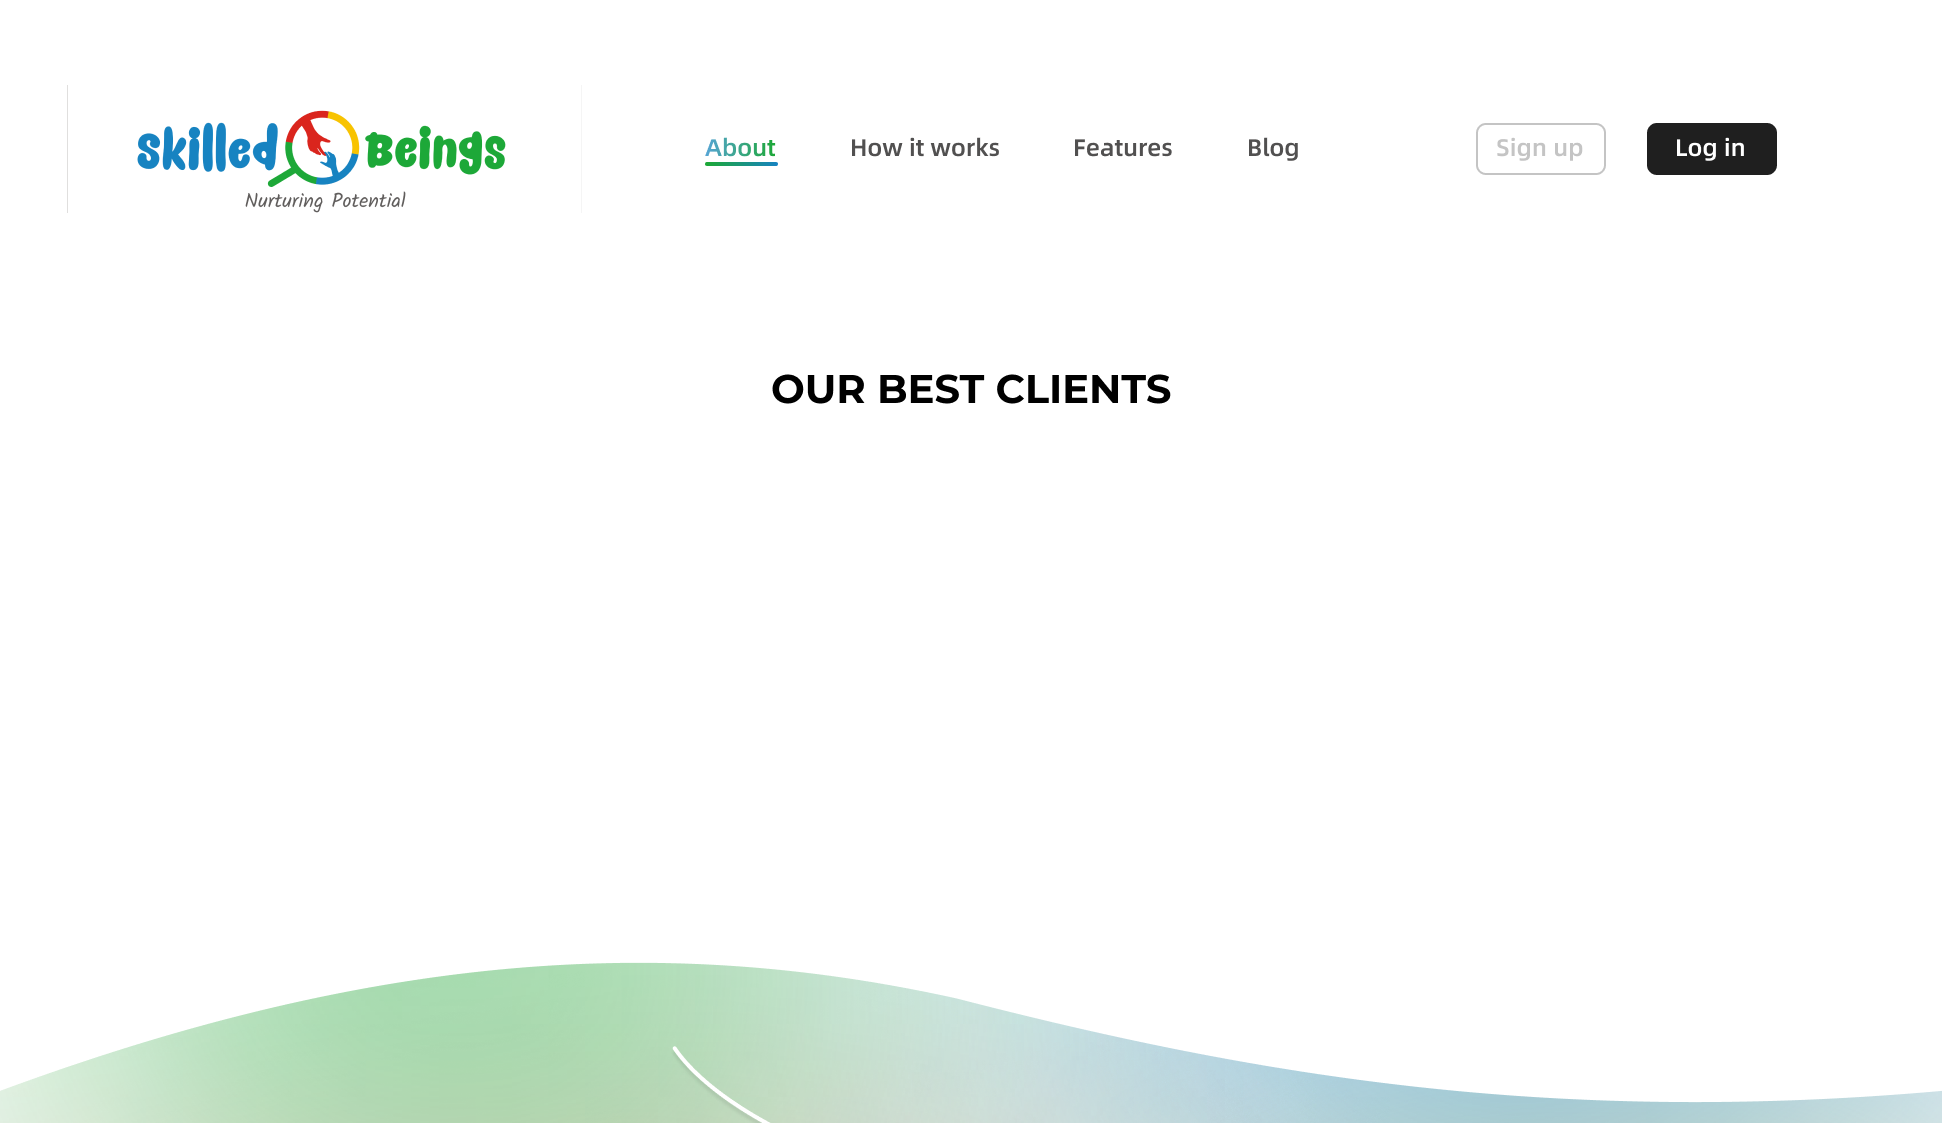 skilled Beings
Nurturing Potential
About
How it works
Features
Blog
Sign up
Log in
OUR BEST CLIENTS